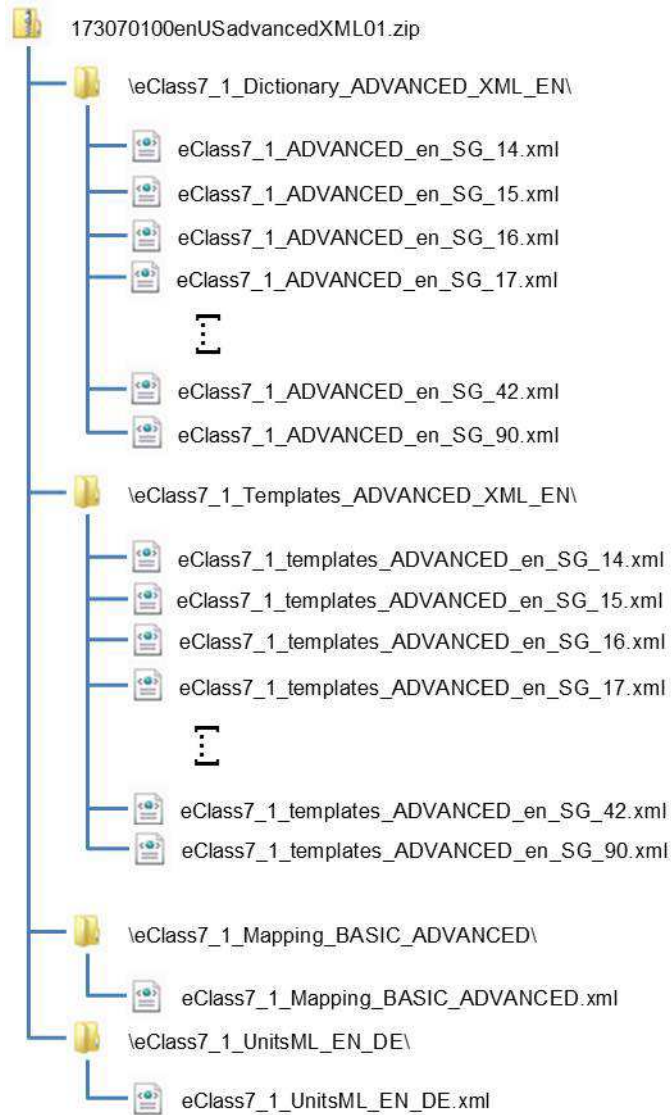 173070100enUSadvancedXML01.zip
\eClass7_1_Dictionary_ADVANCED_XML_EN\
eClass7_1_ADVANCED_en_SG_14.xml
eClass7_1_ADVANCED_en_SG_15.xml
eClass7_1_ADVANCED_en_SG_16.xml
eClass7_1_ADVANCED_en_SG_17.xml
eClass7_1_ADVANCED_en_SG_42.xml
eClass7_1_ADVANCED_en_SG_90.xml
\eClass7_1_Templates_ADVANCED_XML_EN\
eClass7_1_templates_ADVANCED_en_SG_14.xml
eClass7_1_templates_ADVANCED_en_SG_15.xml
eClass7_1_templates_ADVANCED_en_SG_16.xml
eClass7_1_templates_ADVANCED_en_SG_17.xml
eClass7_1_templates_ADVANCED_en_SG_42.xml
eClass7_1_templates_ADVANCED_en_SG_90.xml
\eClass7_1_Mapping_BASIC_ADVANCED\
eClass7_1_Mapping_BASIC_ADVANCED.xml
\eClass7_1_UnitsML_EN_DE\
eClass7_1_UnitsML_EN_DE.xml